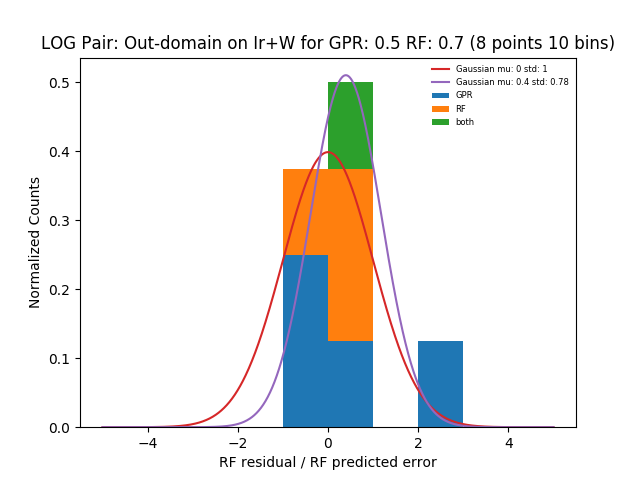 LOG Pair: Out-domain on Ir+W for GPR: 0.5 RF: 0.7 (8 points 10 bins)
Gaussian mu: 0 std: 1
Gaussian mu: 0.4 std: 0.78
GPR
RF
both
Normalized Counts
0.5
0.4
0.3
0.2
0.1
0.0
−4 −2 0 2 4
RF residual / RF predicted error